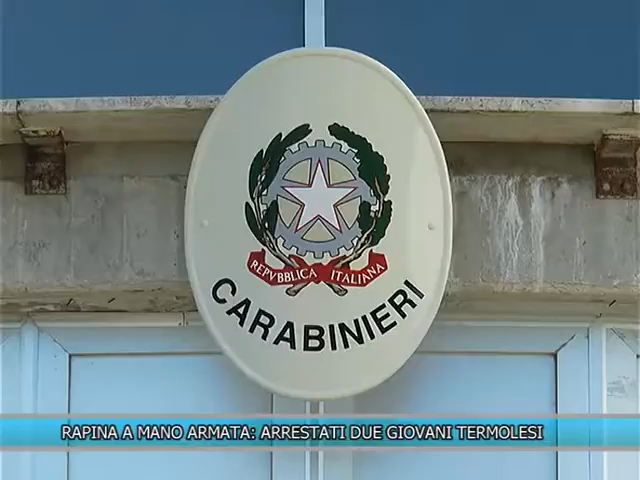 REPVBBLICA ITALIANA
CARABINIERI
RAPINA A MANO ARMATA: ARRESTATI DUE GIOVANI TERMOLESI